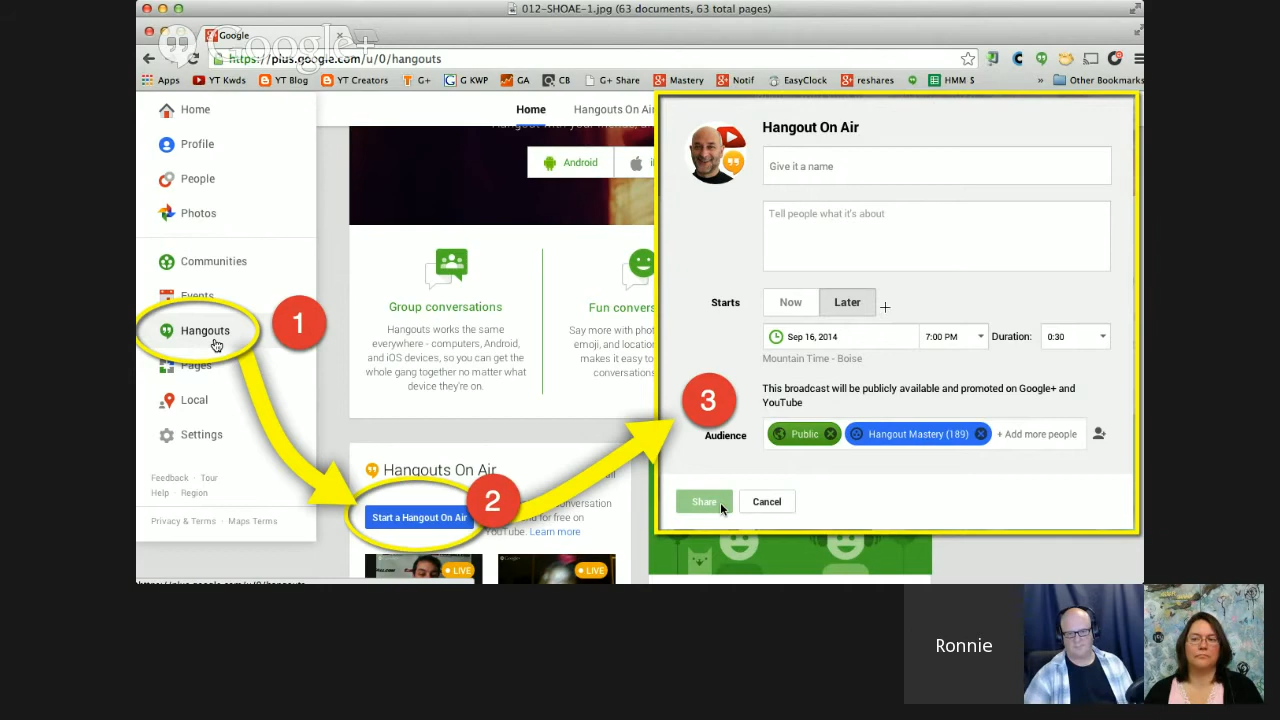 012-SHOAE-1.jpg (63 documents, 63 total pages)
Google
Google+
https://plus.google.com/u/0/hangouts
Apps YT Kwds YT Blog YT Creators G+ G KWP GA CB G+ Share Mastery Notif EasyClock reshares HMM $ » Other Bookmarks
Home
Profile
People
Photos
Communities
Events
Hangouts
Pages
Local
Settings
Feedback · Tour
Help · Region
Privacy & Terms · Maps Terms
1
Home Hangouts On Air
Hangout with your friends,
Android
Group conversations
Hangouts works the same
everywhere - computers, Android,
and iOS devices, so you can get the
whole gang together no matter what
device they're on.
Fun convers
Say more with phot
emoji, and location
makes it easy to
conversations.
Hangouts On Air
Start a Hangout On Air
2
onversation
and for free on
YouTube. Learn more
LIVE
LIVE
Hangout On Air
Give it a name
Tell people what it's about
Starts Now Later
Sep 16, 2014 7:00 PM Duration: 0:30
Mountain Time - Boise
This broadcast will be publicly available and promoted on Google+ and
YouTube
3
Audience Public Hangout Mastery (189) + Add more people
Share Cancel
Ronnie